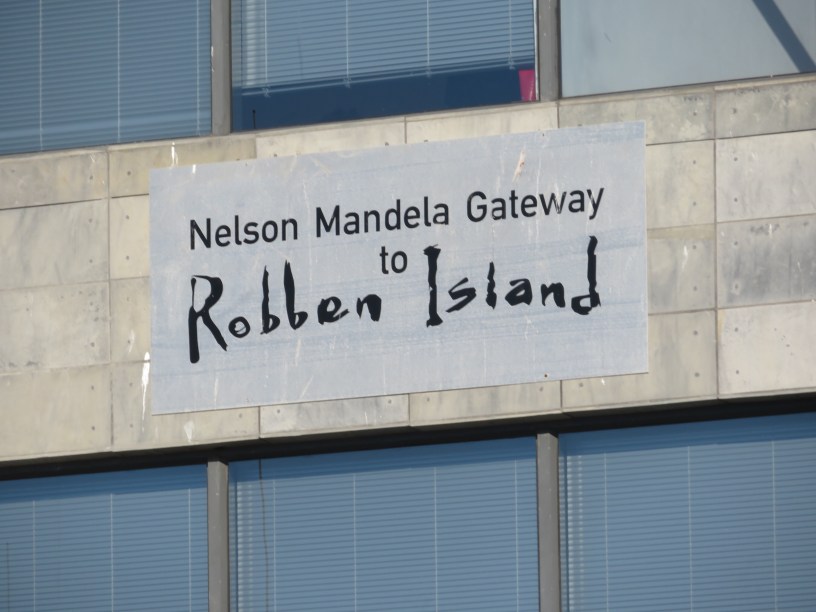 Nelson Mandela Gateway
to
Robben Island